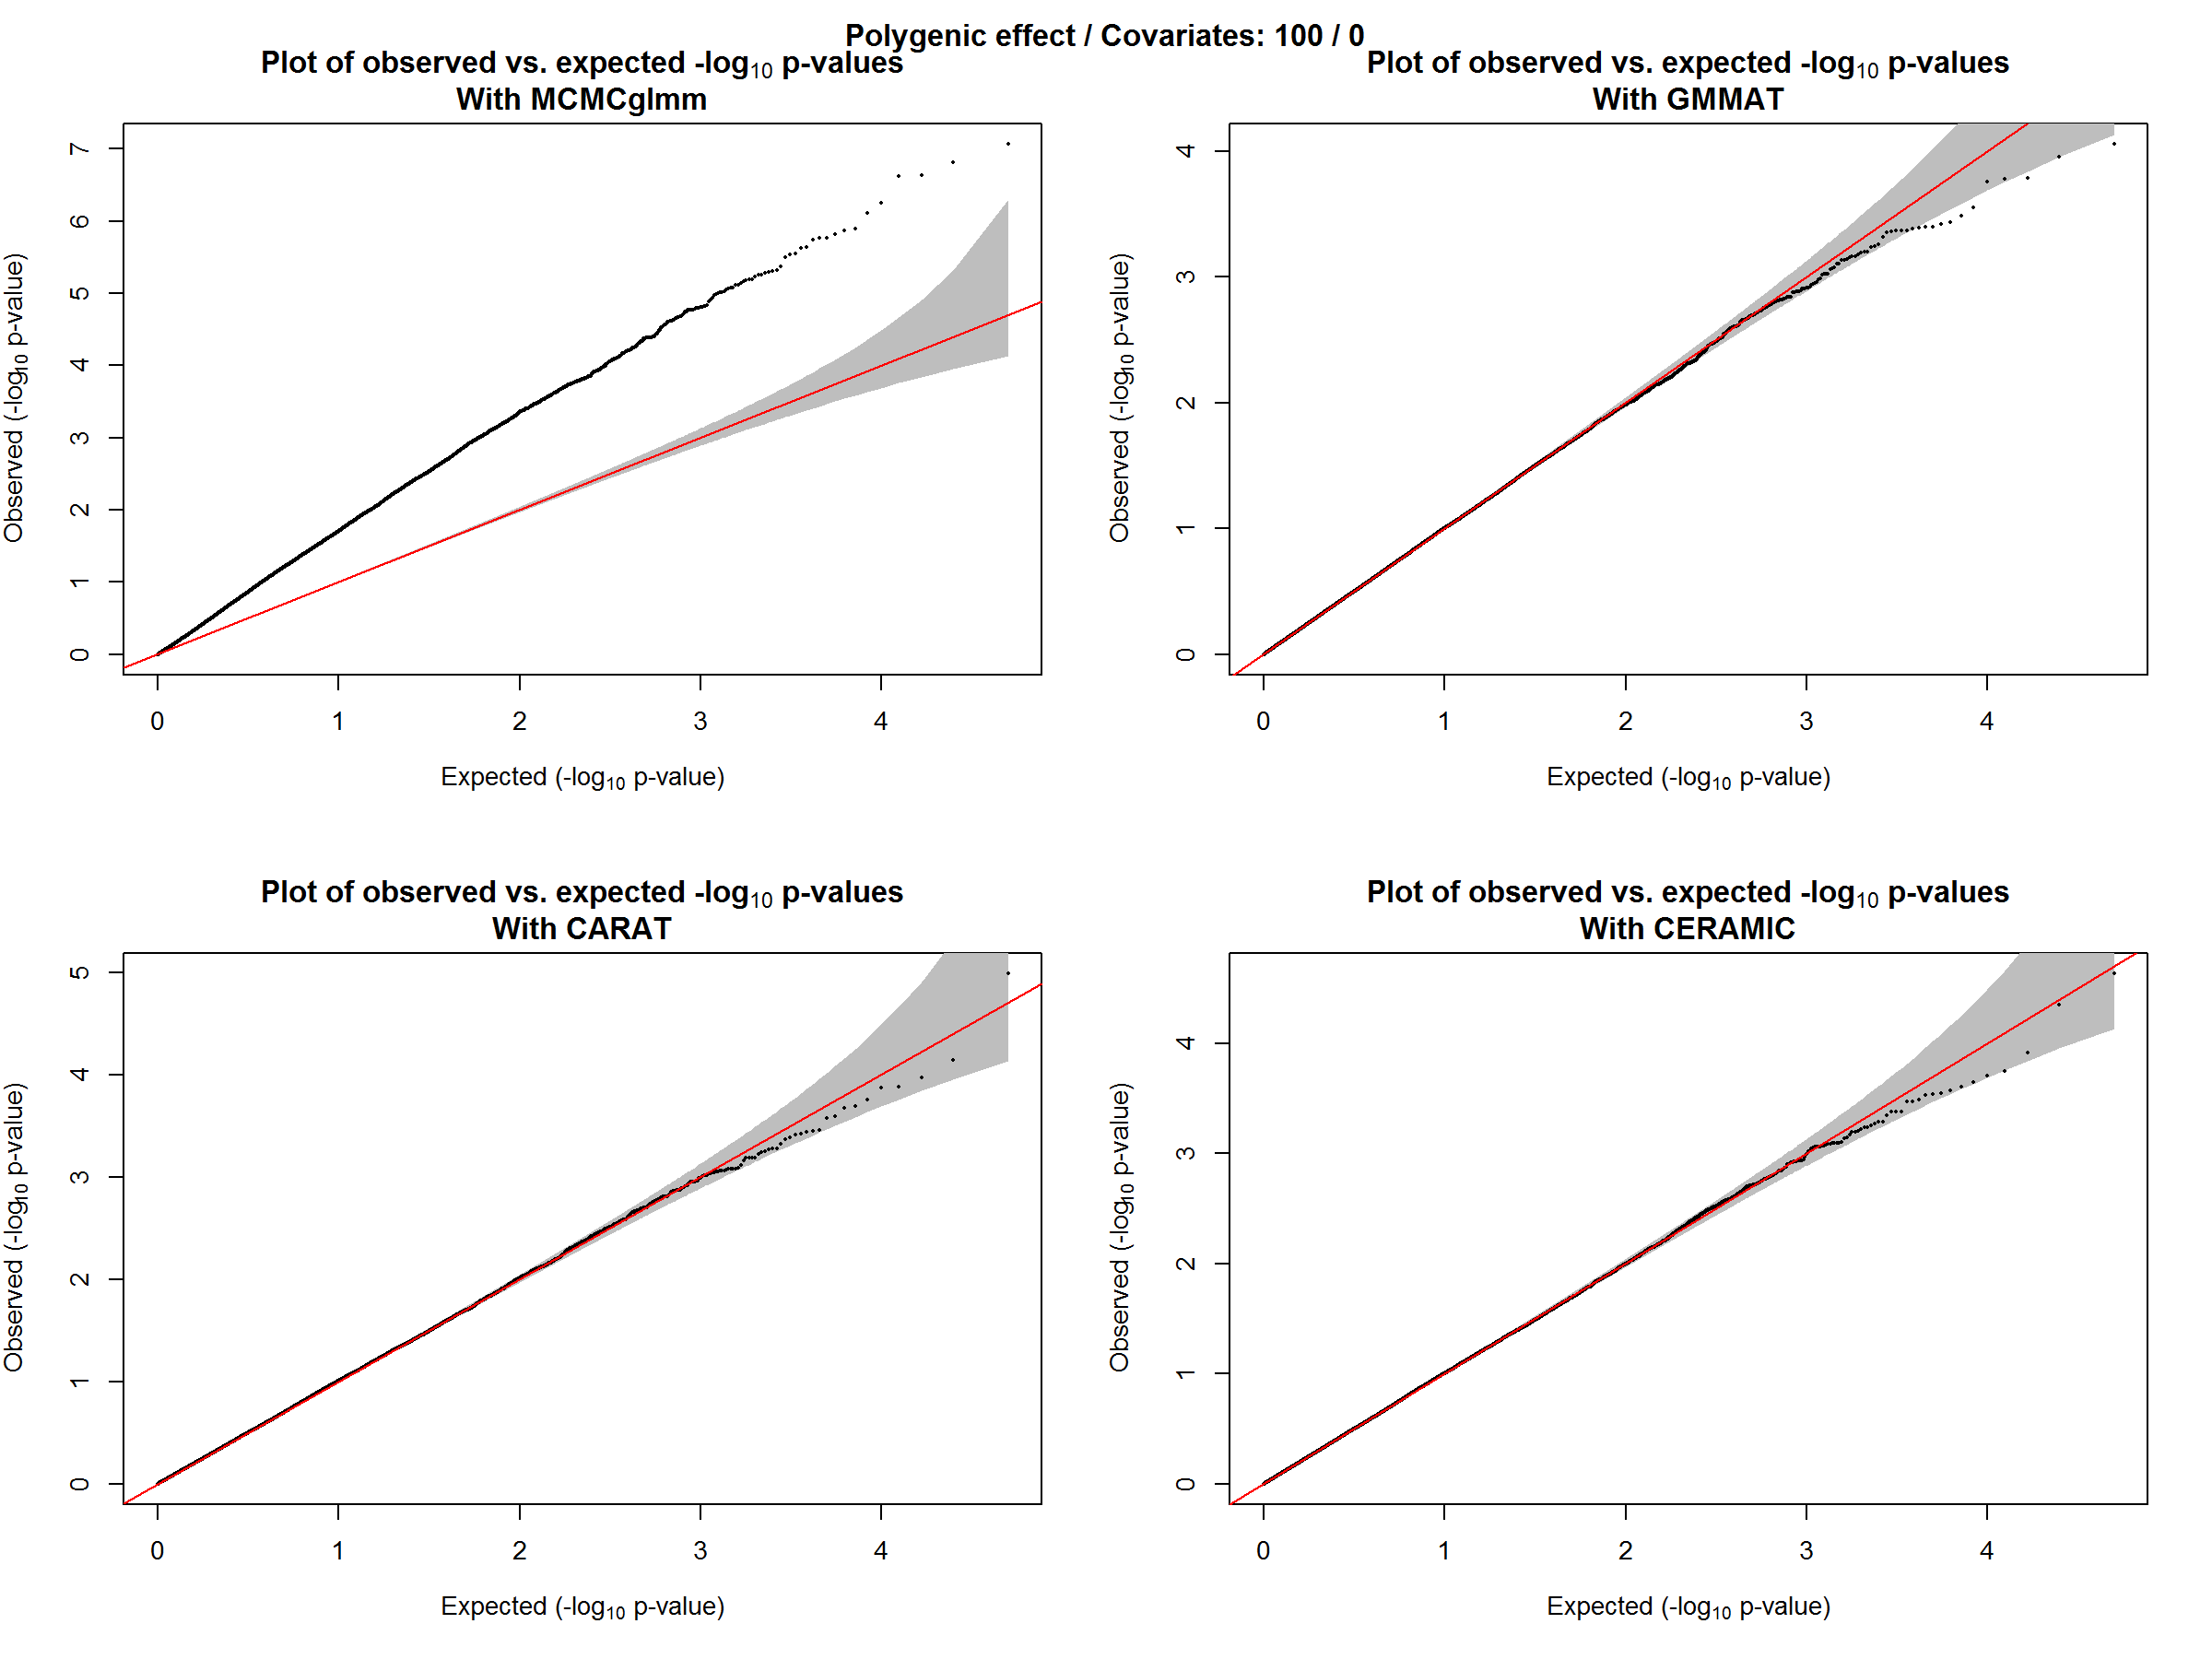 Polygenic effect / Covariates: 100 / 0
Plot of observed vs. expected -log10 p-values
With MCMCglmm
7
6
5
4
3
2
1
0
Observed (-log10 p-value)
0 1 2 3 4
Expected (-log10 p-value)
Plot of observed vs. expected -log10 p-values
With GMMAT
4
3
2
1
0
Observed (-log10 p-value)
0 1 2 3 4
Expected (-log10 p-value)
Plot of observed vs. expected -log10 p-values
With CARAT
5
4
3
2
1
0
Observed (-log10 p-value)
0 1 2 3 4
Expected (-log10 p-value)
Plot of observed vs. expected -log10 p-values
With CERAMIC
4
3
2
1
0
Observed (-log10 p-value)
0 1 2 3 4
Expected (-log10 p-value)